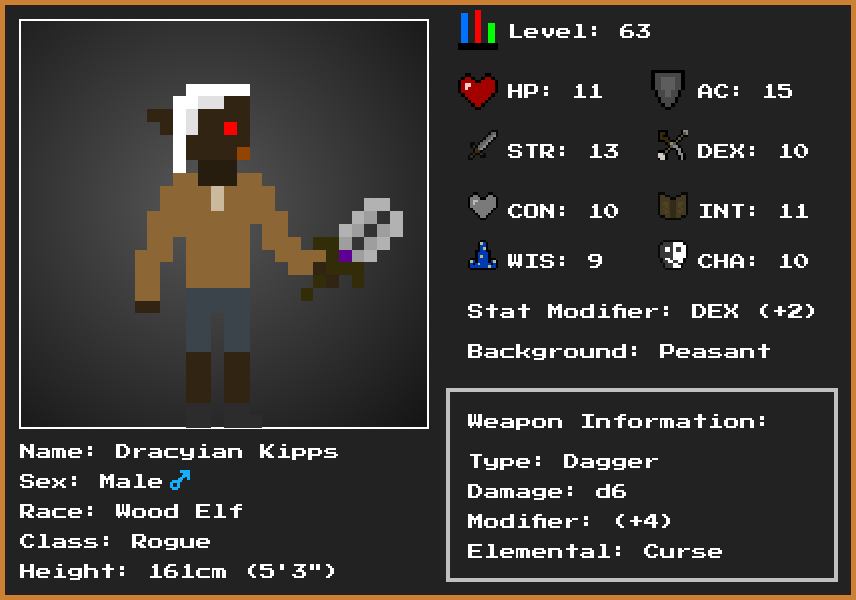 Level: 63
HP: 11 AC: 15
STR: 13 DEX: 10
CON: 10 INT: 11
WIS: 9 CHA: 10
Stat Modifier: DEX (+2)
Background: Peasant
Weapon Information:
Type: Dagger
Damage: d6
Modifier: (+4)
Elemental: Curse
Name: Dracyian Kipps
Sex: Male♂
Race: Wood Elf
Class: Rogue
Height: 161cm (5'3")